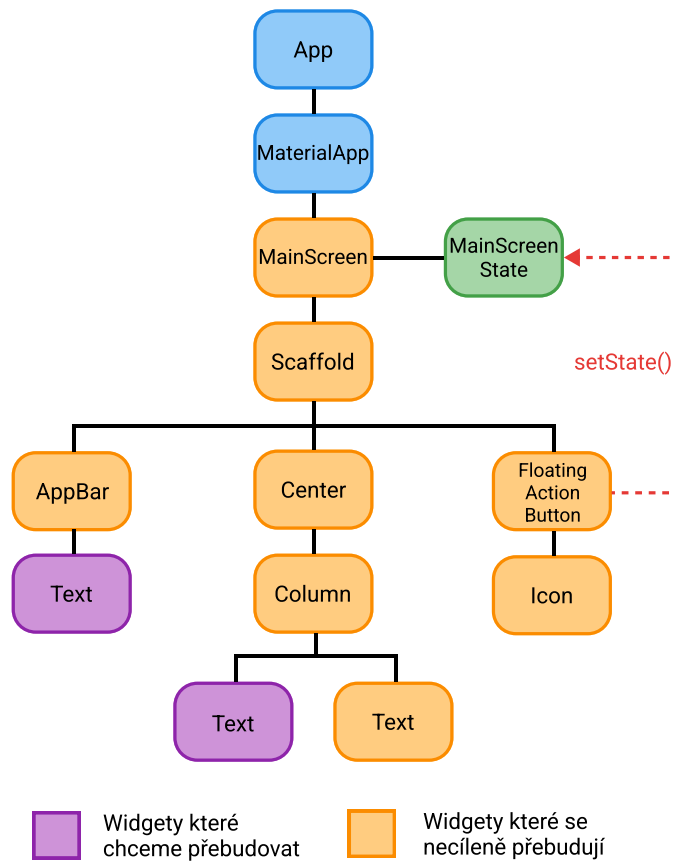 App
MaterialApp
MainScreen
MainScreen
State
Scaffold
setState()
AppBar
Center
Floating
Action
Button
Text
Column
Icon
Text
Text
Widgety které
chceme přebudovat
Widgety které se
necíleně přebudují